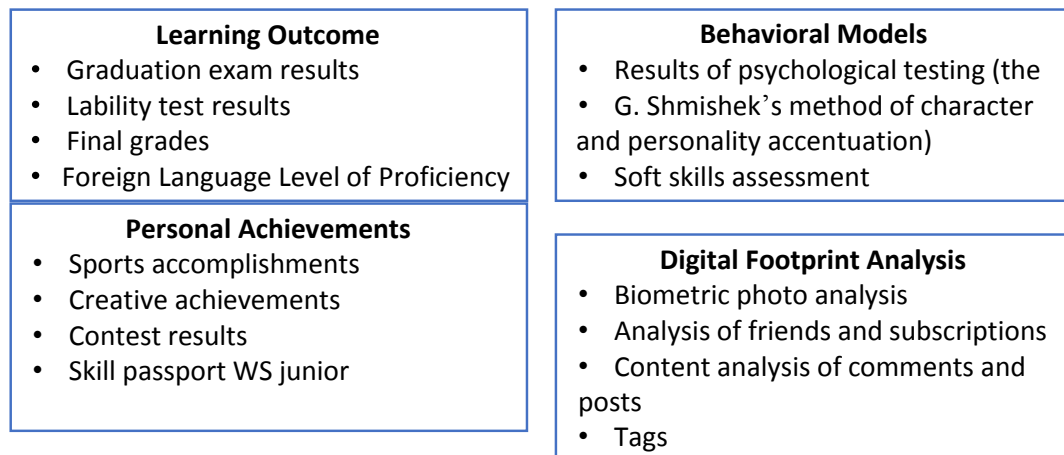 Learning Outcome
• Graduation exam results
• Lability test results
• Final grades
• Foreign Language Level of Proficiency
Personal Achievements
• Sports accomplishments
• Creative achievements
• Contest results
• Skill passport WS junior
Behavioral Models
• Results of psychological testing (the
• G. Shmishek’s method of character
and personality accentuation)
• Soft skills assessment
Digital Footprint Analysis
• Biometric photo analysis
• Analysis of friends and subscriptions
• Content analysis of comments and
posts
• Tags